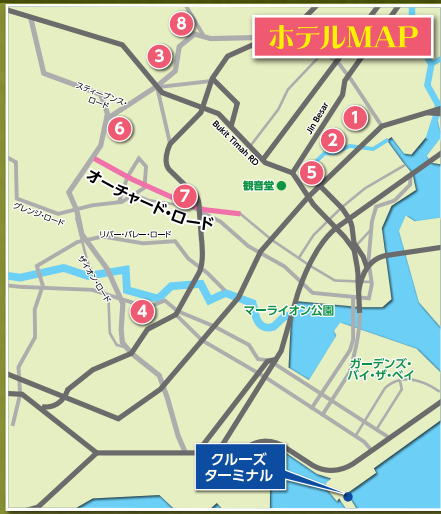 ホテルMAP
8
3
スティーブンス・
ロード
Bukit Timah RD
Jln Besar
1
2
6
5
観音堂
オーチャード・ロード
7
グレンジ・ロード
リバー・バレー・ロード
ザイオン・ロード
4
マーライオン公園
ガーデンズ・
バイ・ザ・ベイ
クルーズ
ターミナル